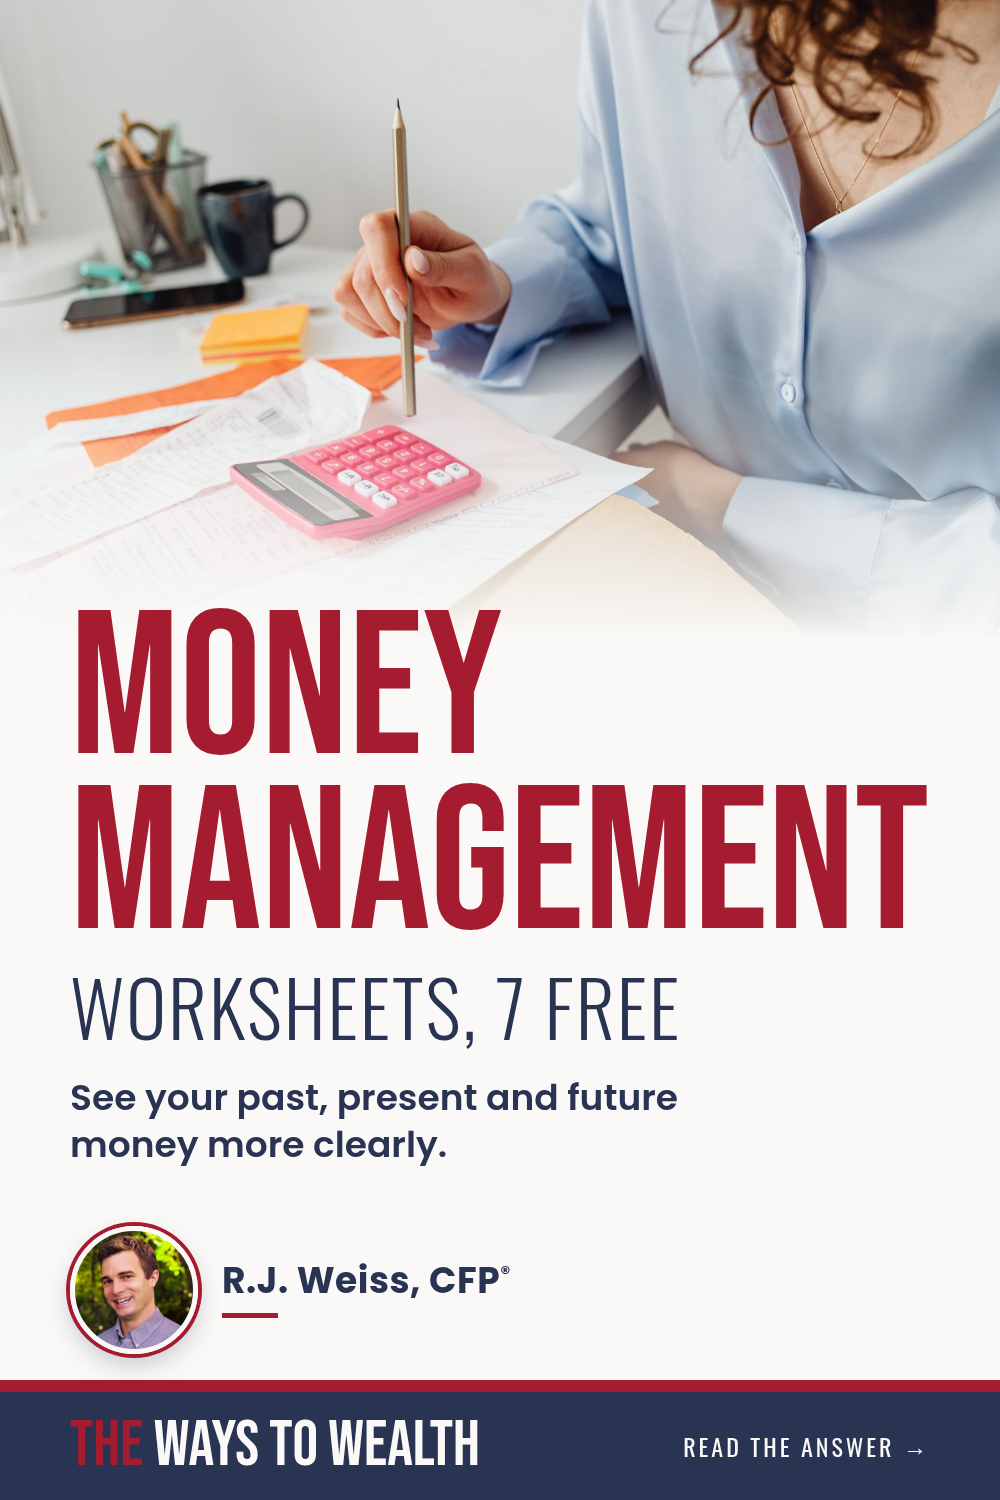 MONEY
MANAGEMENT
WORKSHEETS, 7 FREE
See your past, present and future
money more clearly.
R.J. Weiss, CFP®
THE WAYS TO WEALTH
READ THE ANSWER →